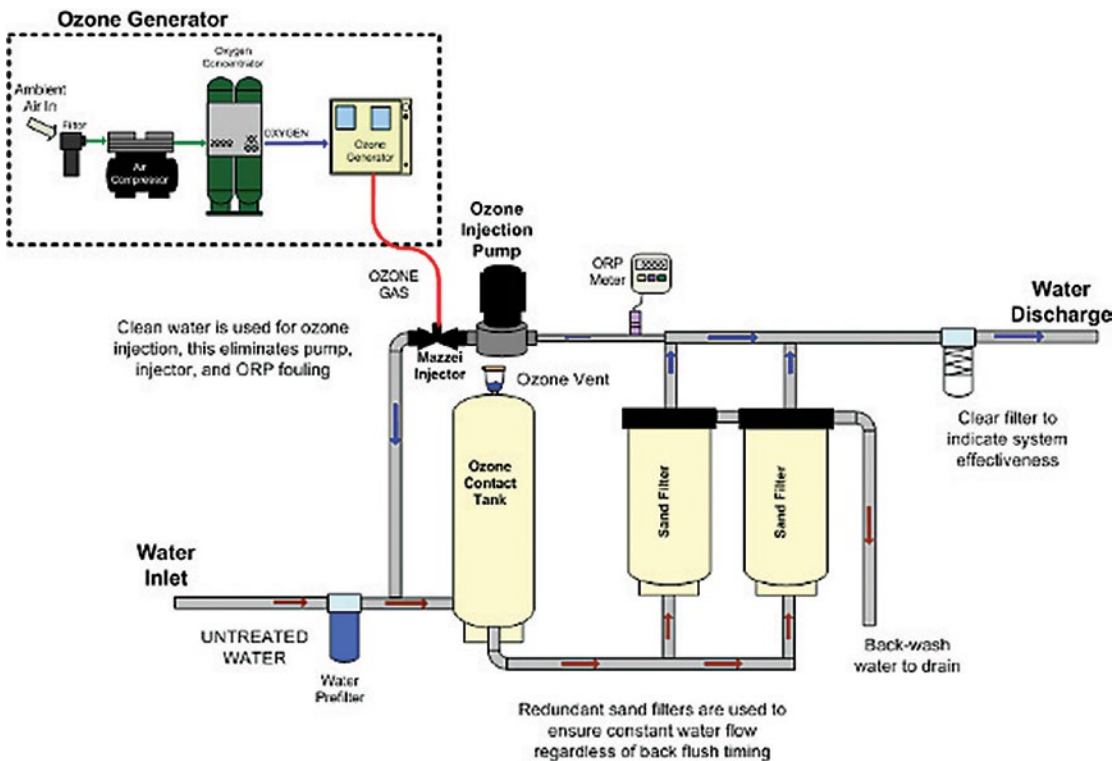 Ozone Generator
Oxygen
Concentrator
Ambient
Air In
Filter
Air
Compressor
OXYGEN
Ozone
Generator
OZONE
GAS
Ozone
Injection
Pump
ORP
Meter
Water
Discharge
Clean water is used for ozone
injection, this eliminates pump,
injector, and ORP fouling
Mazzei
Injector
Ozone Vent
Clear filter to
indicate system
effectiveness
Ozone
Contact
Tank
Sand Filter
Sand Filter
Water
Inlet
UNTREATED
WATER
Water
Prefilter
Back-wash
water to drain
Redundant sand filters are used to
ensure constant water flow
regardless of back flush timing